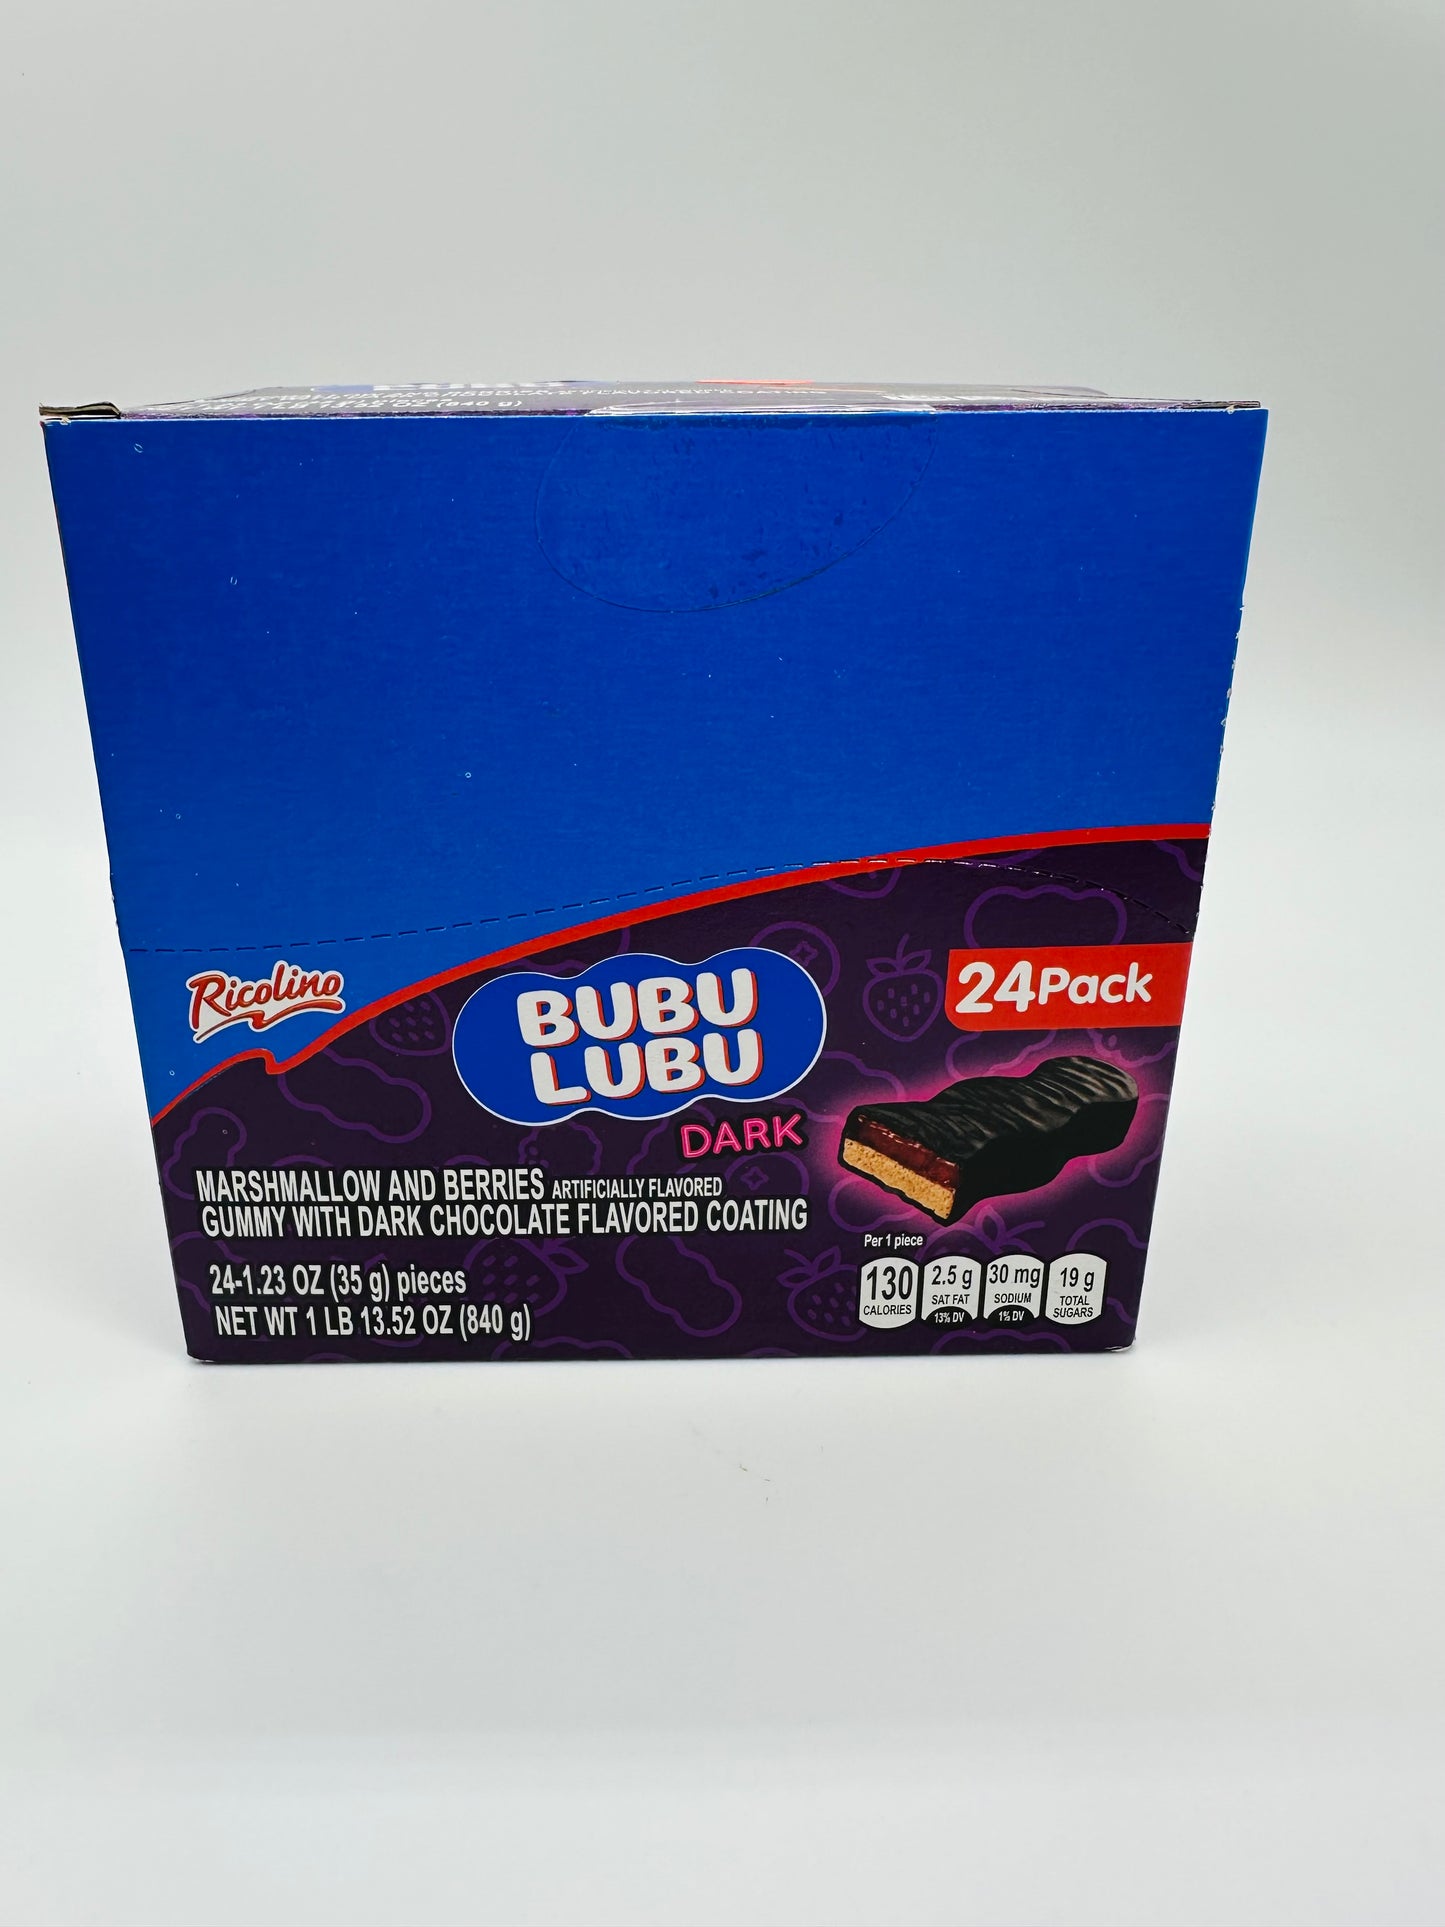 (840 g)
Ricolino
BUBU
LUBU
DARK
24Pack
MARSHMALLOW AND BERRIES ARTIFICIALLY FLAVORED
GUMMY WITH DARK CHOCOLATE FLAVORED COATING
24-1.23 OZ (35 g) pieces
NET WT 1 LB 13.52 OZ (840 g)
Per 1 piece
130
CALORIES
2.5 g
SAT FAT
13% DV
30 mg
SODIUM
1% DV
19 g
TOTAL
SUGARS